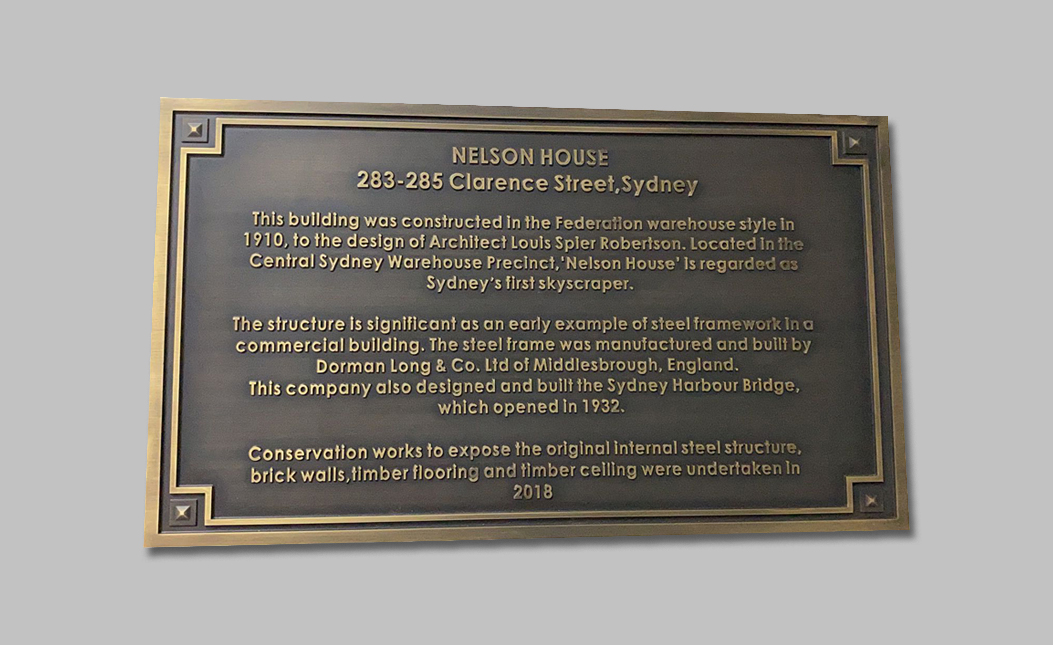 NELSON HOUSE
283-285 Clarence Street,Sydney
This building was constructed in the Federation warehouse style in
1910, to the design of Architect Louis Spier Robertson. Located in the
Central Sydney Warehouse Precinct,'Nelson House' is regarded as
Sydney's first skyscraper.
The structure is significant as an early example of steel framework in a
commercial building. The steel frame was manufactured and built by
Dorman Long & Co. Ltd of Middlesbrough, England.
This company also designed and built the Sydney Harbour Bridge,
which opened in 1932.
Conservation works to expose the original internal steel structure,
brick walls,timber flooring and timber ceiling were undertaken in
2018